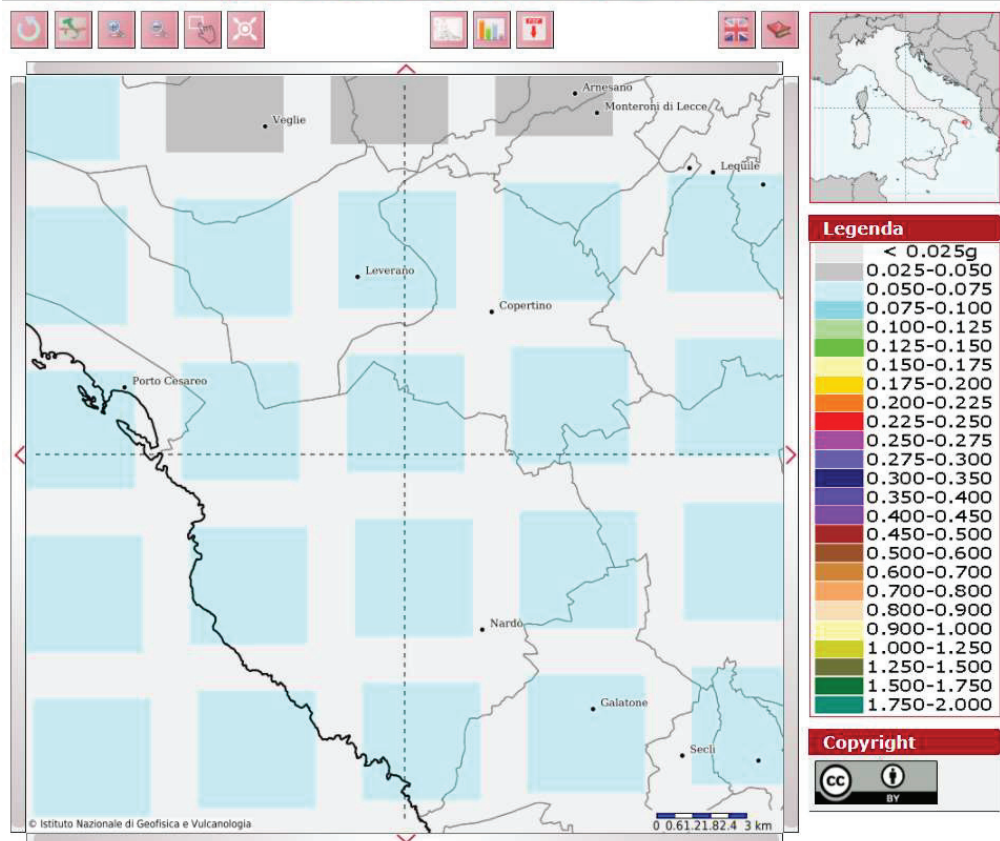 Arnesano
Monteroni di Lecce
Veglie
Lequile
Leverano
Copertino
Porto Cesareo
Nardò
Galatone
Secli
© Istituto Nazionale di Geofisica e Vulcanologia
0 0.61.21.82.4 3 km
Legenda
< 0.025g
0.025-0.050
0.050-0.075
0.075-0.100
0.100-0.125
0.125-0.150
0.150-0.175
0.175-0.200
0.200-0.225
0.225-0.250
0.250-0.275
0.275-0.300
0.300-0.350
0.350-0.400
0.400-0.450
0.450-0.500
0.500-0.600
0.600-0.700
0.700-0.800
0.800-0.900
0.900-1.000
1.000-1.250
1.250-1.500
1.500-1.750
1.750-2.000
Copyright
cc
BY